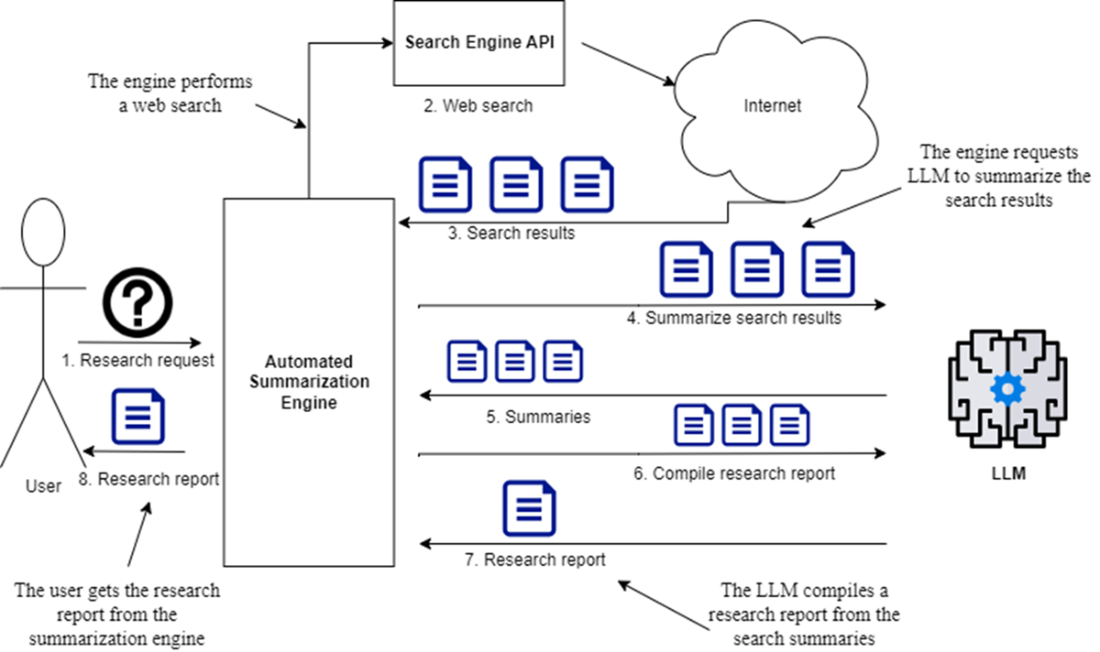 Search Engine API
2. Web search
Internet
The engine performs
a web search
The engine requests
LLM to summarize the
search results
3. Search results
4. Summarize search results
1. Research request
Automated
Summarization
Engine
5. Summaries
6. Compile research report
LLM
User
8. Research report
7. Research report
The user gets the research
report from the
summarization engine
The LLM compiles a
research report from the
search summaries